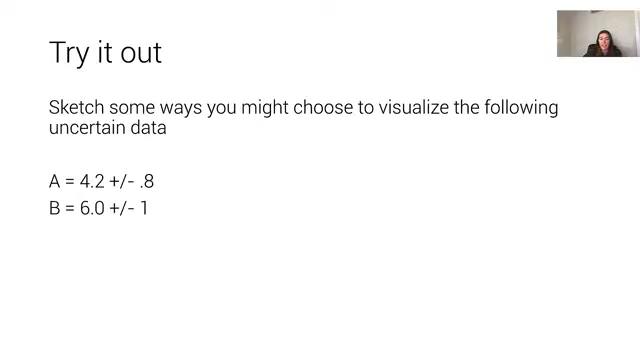 Try it out
Sketch some ways you might choose to visualize the following
uncertain data
A = 4.2 +/- .8
B = 6.0 +/- 1